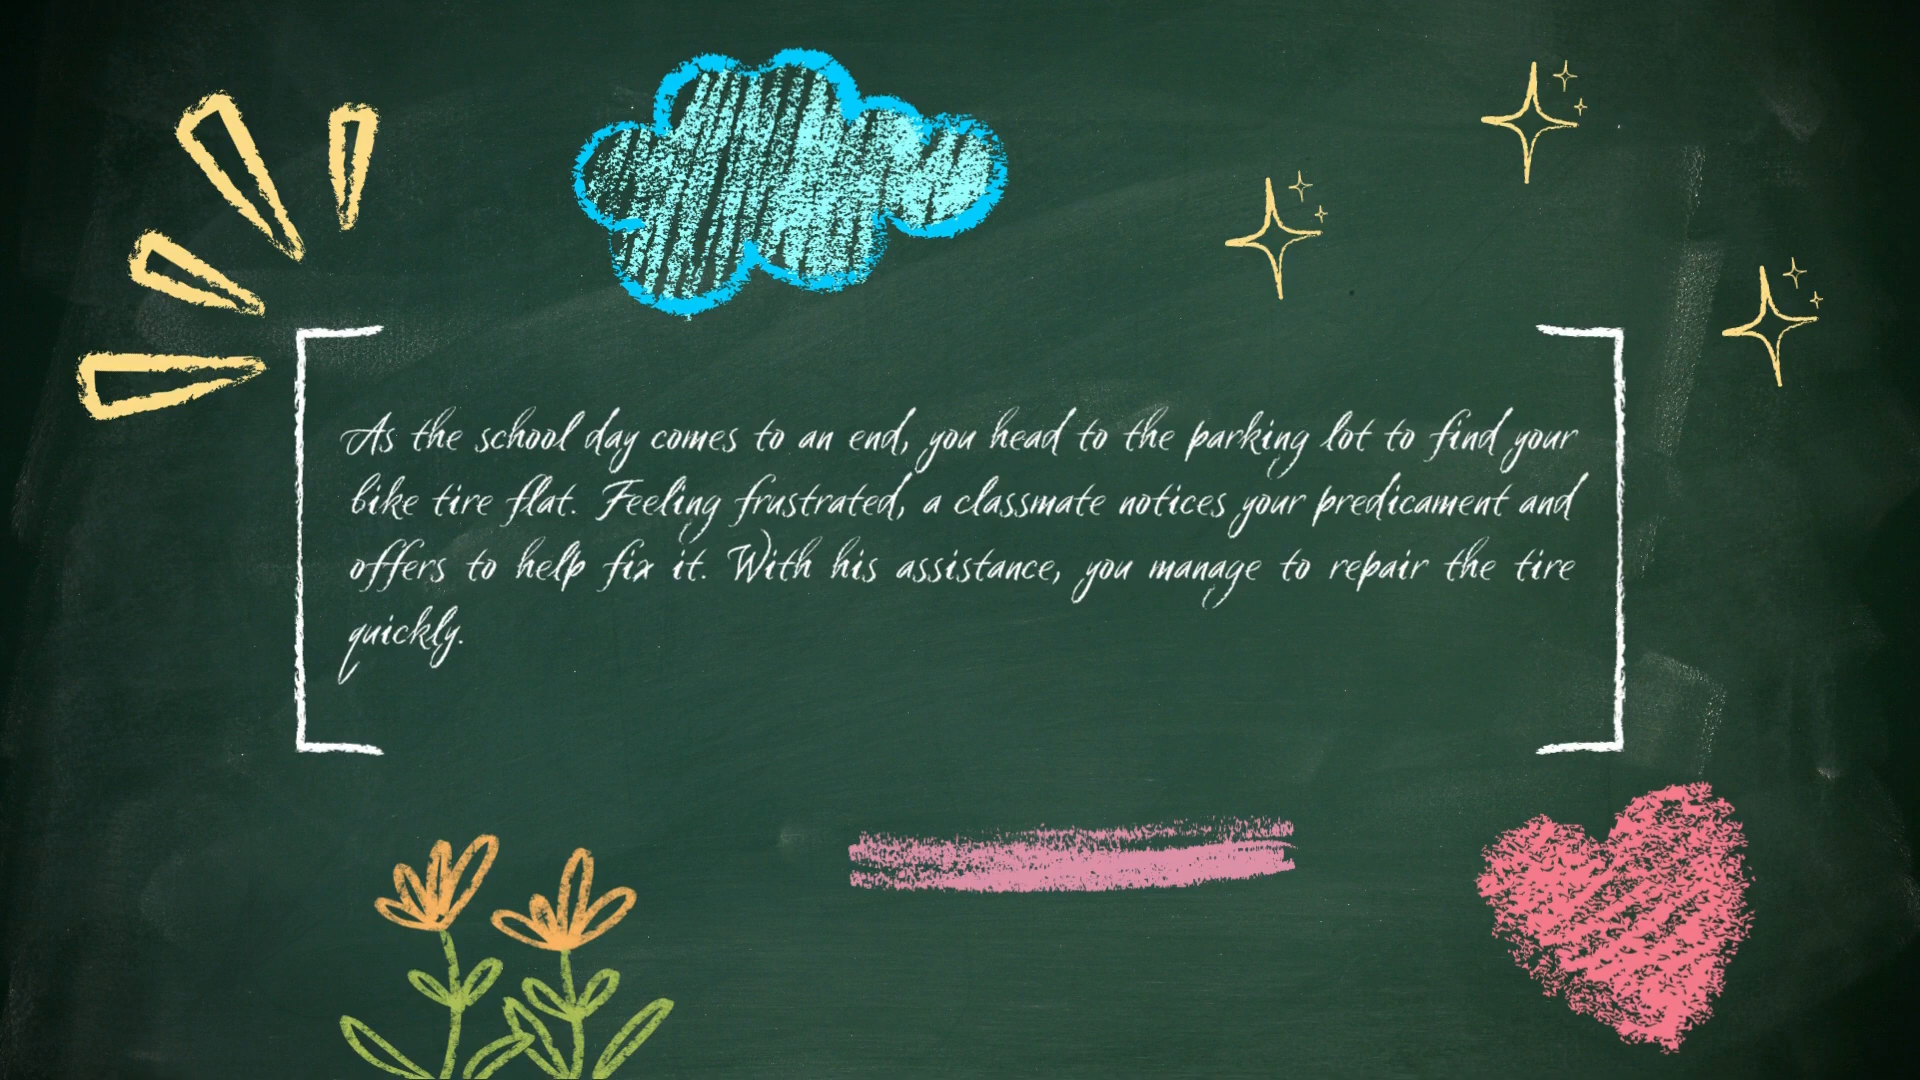 As the school day comes to an end, you head to the parking lot to find your
bike tire flat. Feeling frustrated, a classmate notices your predicament and
offers to help fix it. With his assistance, you manage to repair the tire
quickly.